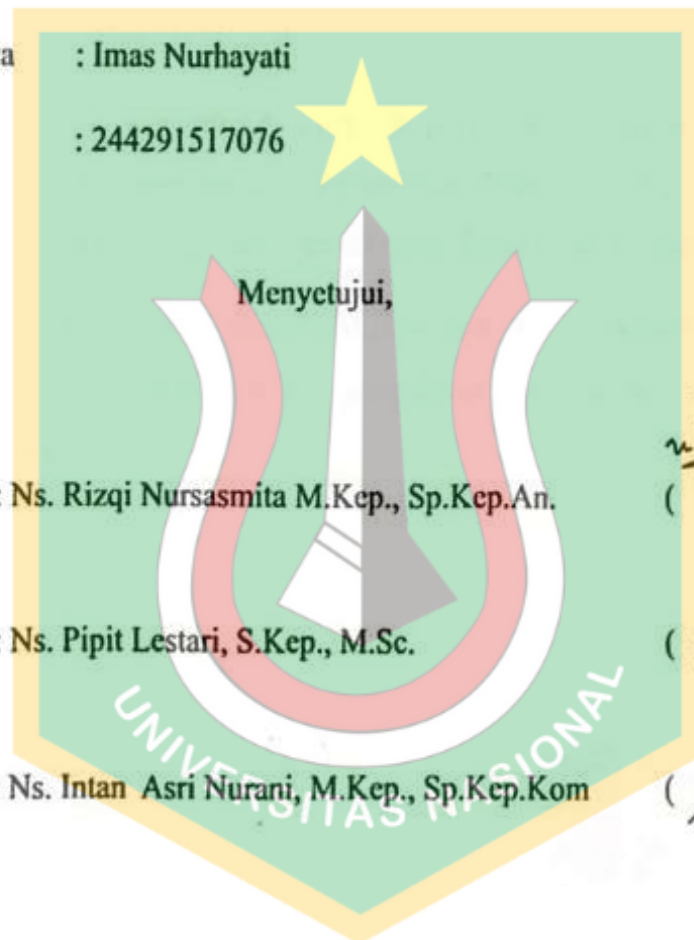 a : Imas Nurhayati
: 244291517076
Menyetujui,
: Ns. Rizqi Nursasmita M.Kep., Sp.Kep.An. (
: Ns. Pipit Lestari, S.Kep., M.Sc. (
Ns. Intan Asri Nurani, M.Kep., Sp.Kep.Kom (
UNIVERSITAS NASIONAL